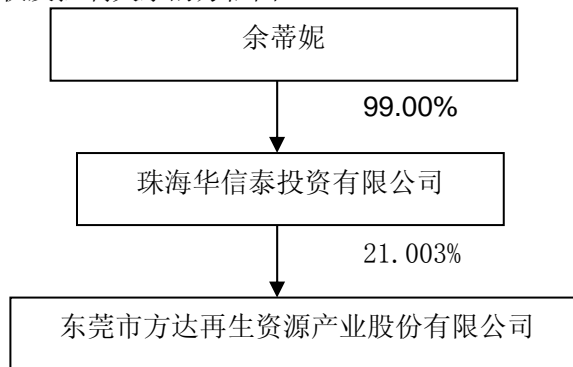 余蒂妮
99.00%
珠海华信泰投资有限公司
21.003%
东莞市方达再生资源产业股份有限公司